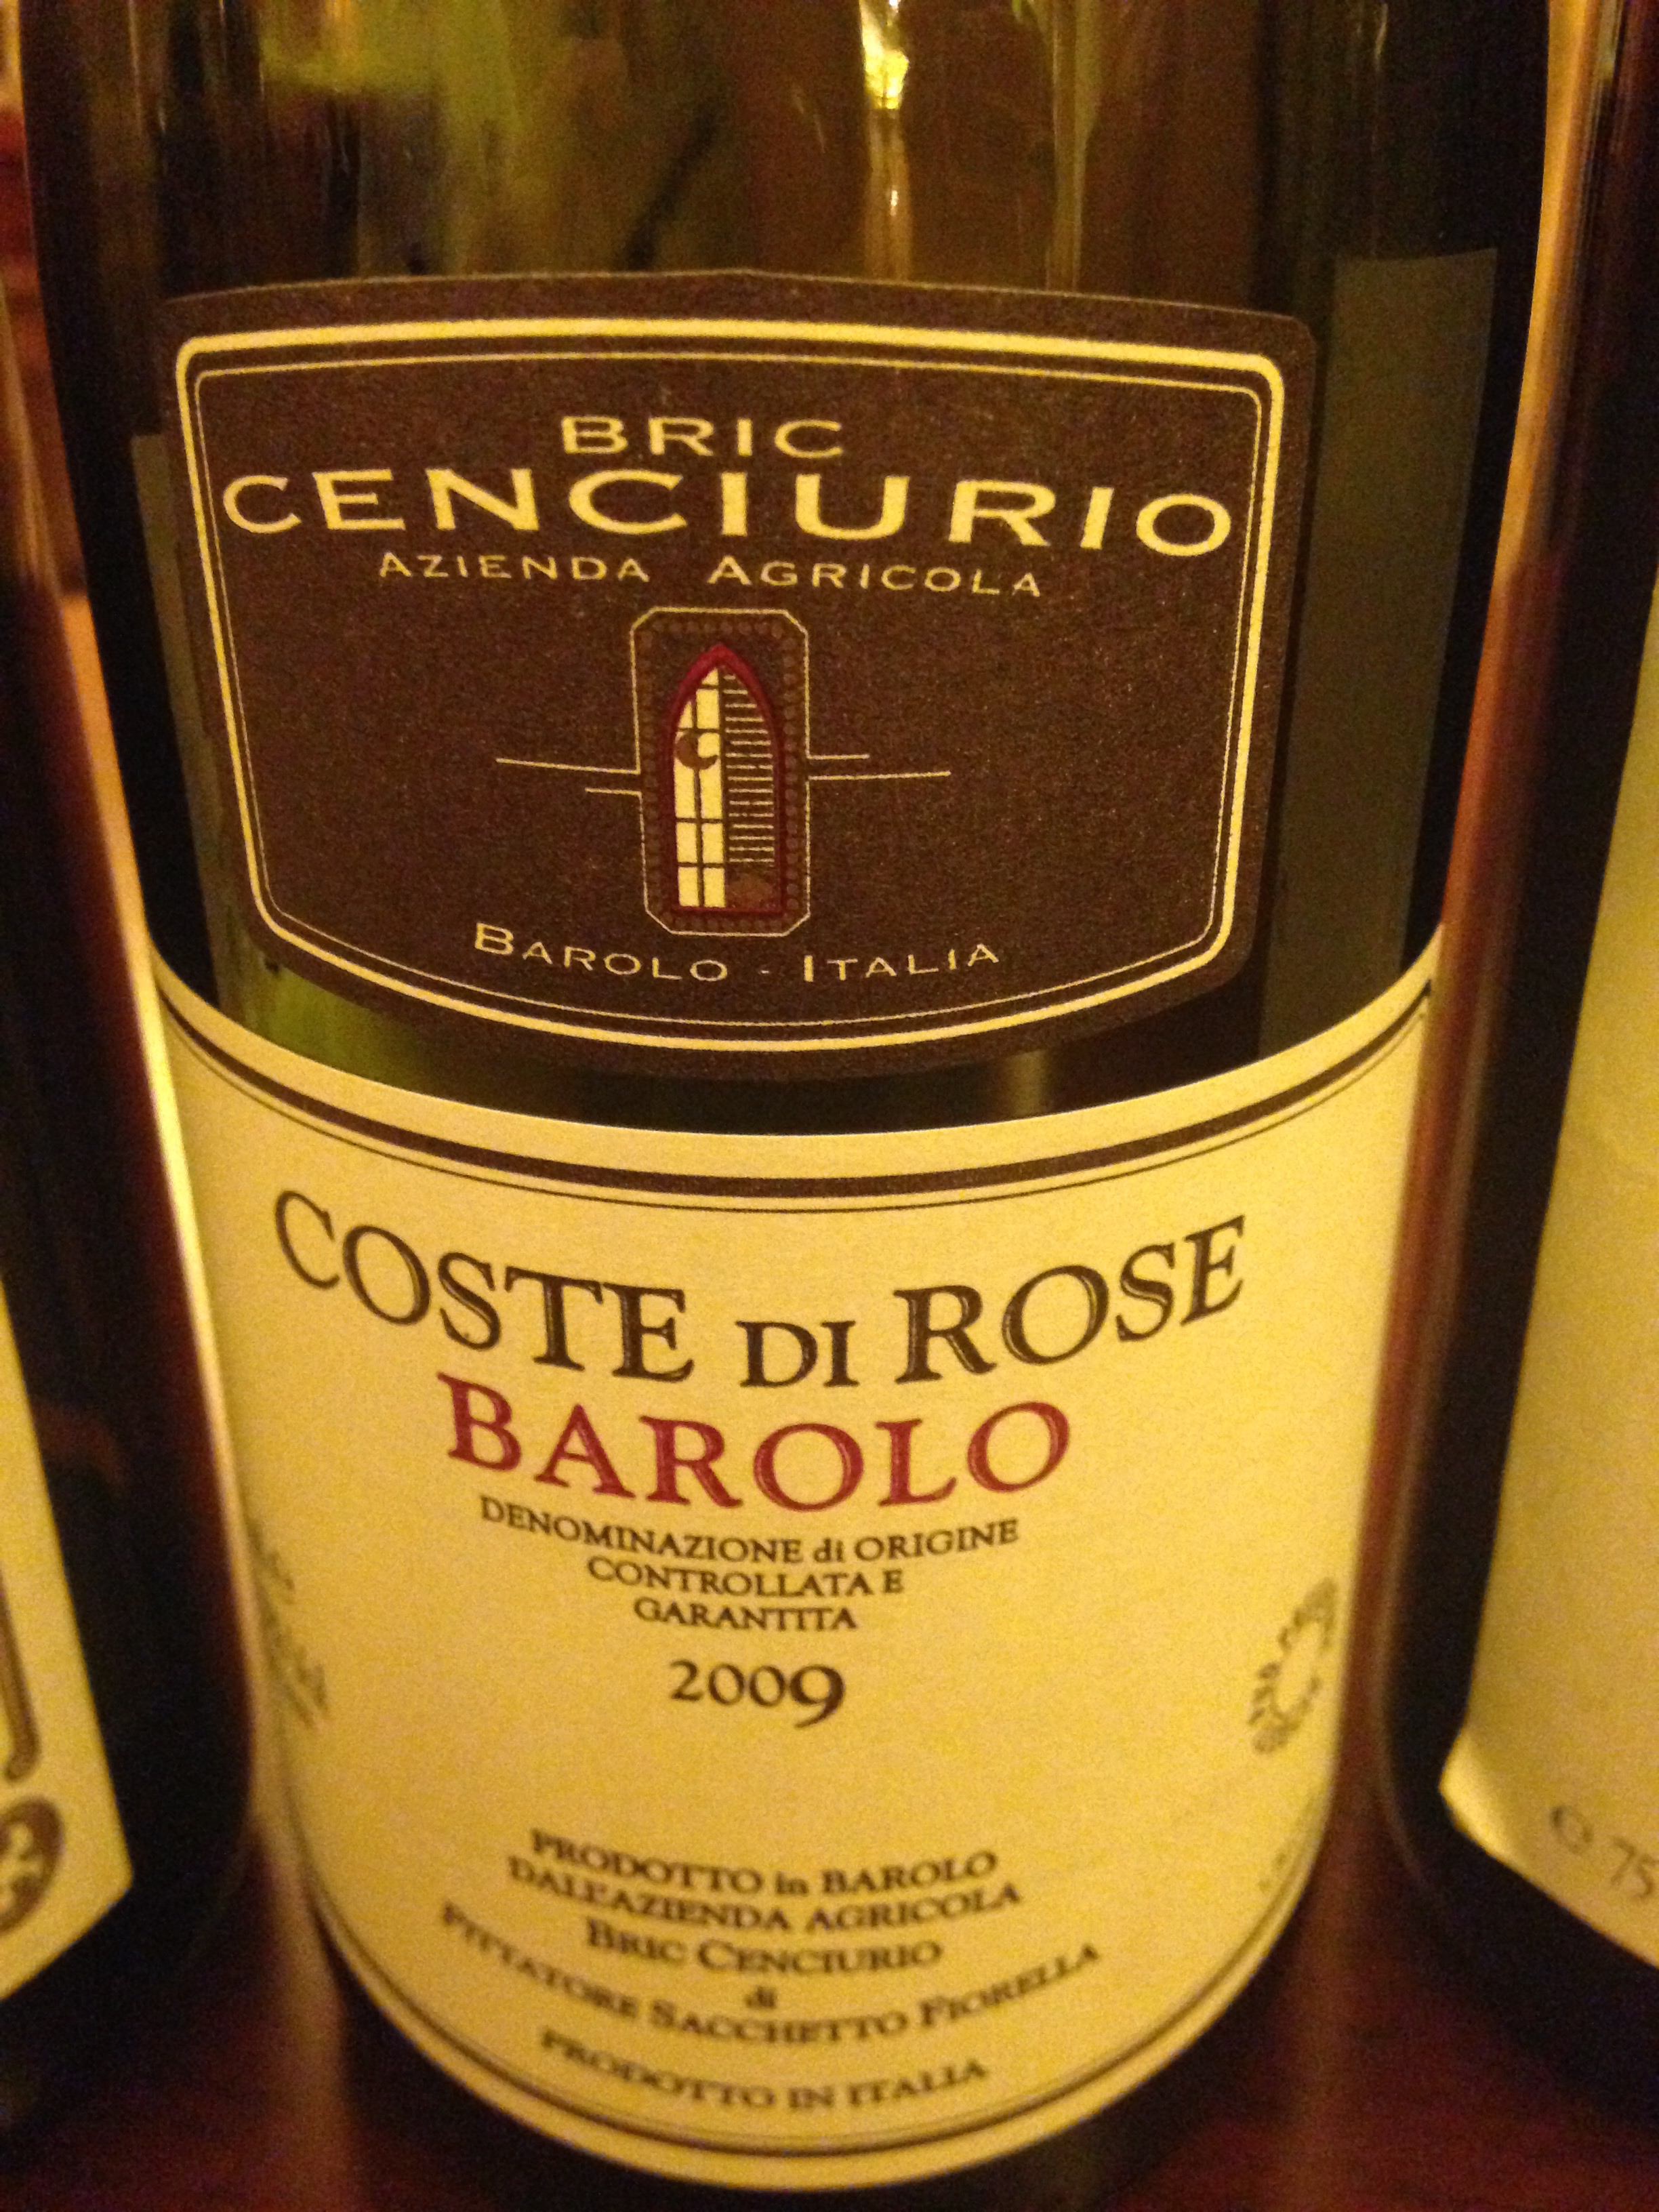 BRIC
CENCIURIO
AZIENDA AGRICOLA
BAROLO - ITALIA
COSTE DI ROSE
BAROLO
DENOMINAZIONE di ORIGINE
CONTROLLATA E
GARANTITA
2009
PRODOTTO in BAROLO
DALL'AZIENDA AGRICOLA
BRIC CENCIURIO
di
PITTATORE SACCHETTO FIORELLA
PRODOTTO IN ITALIA
e 75